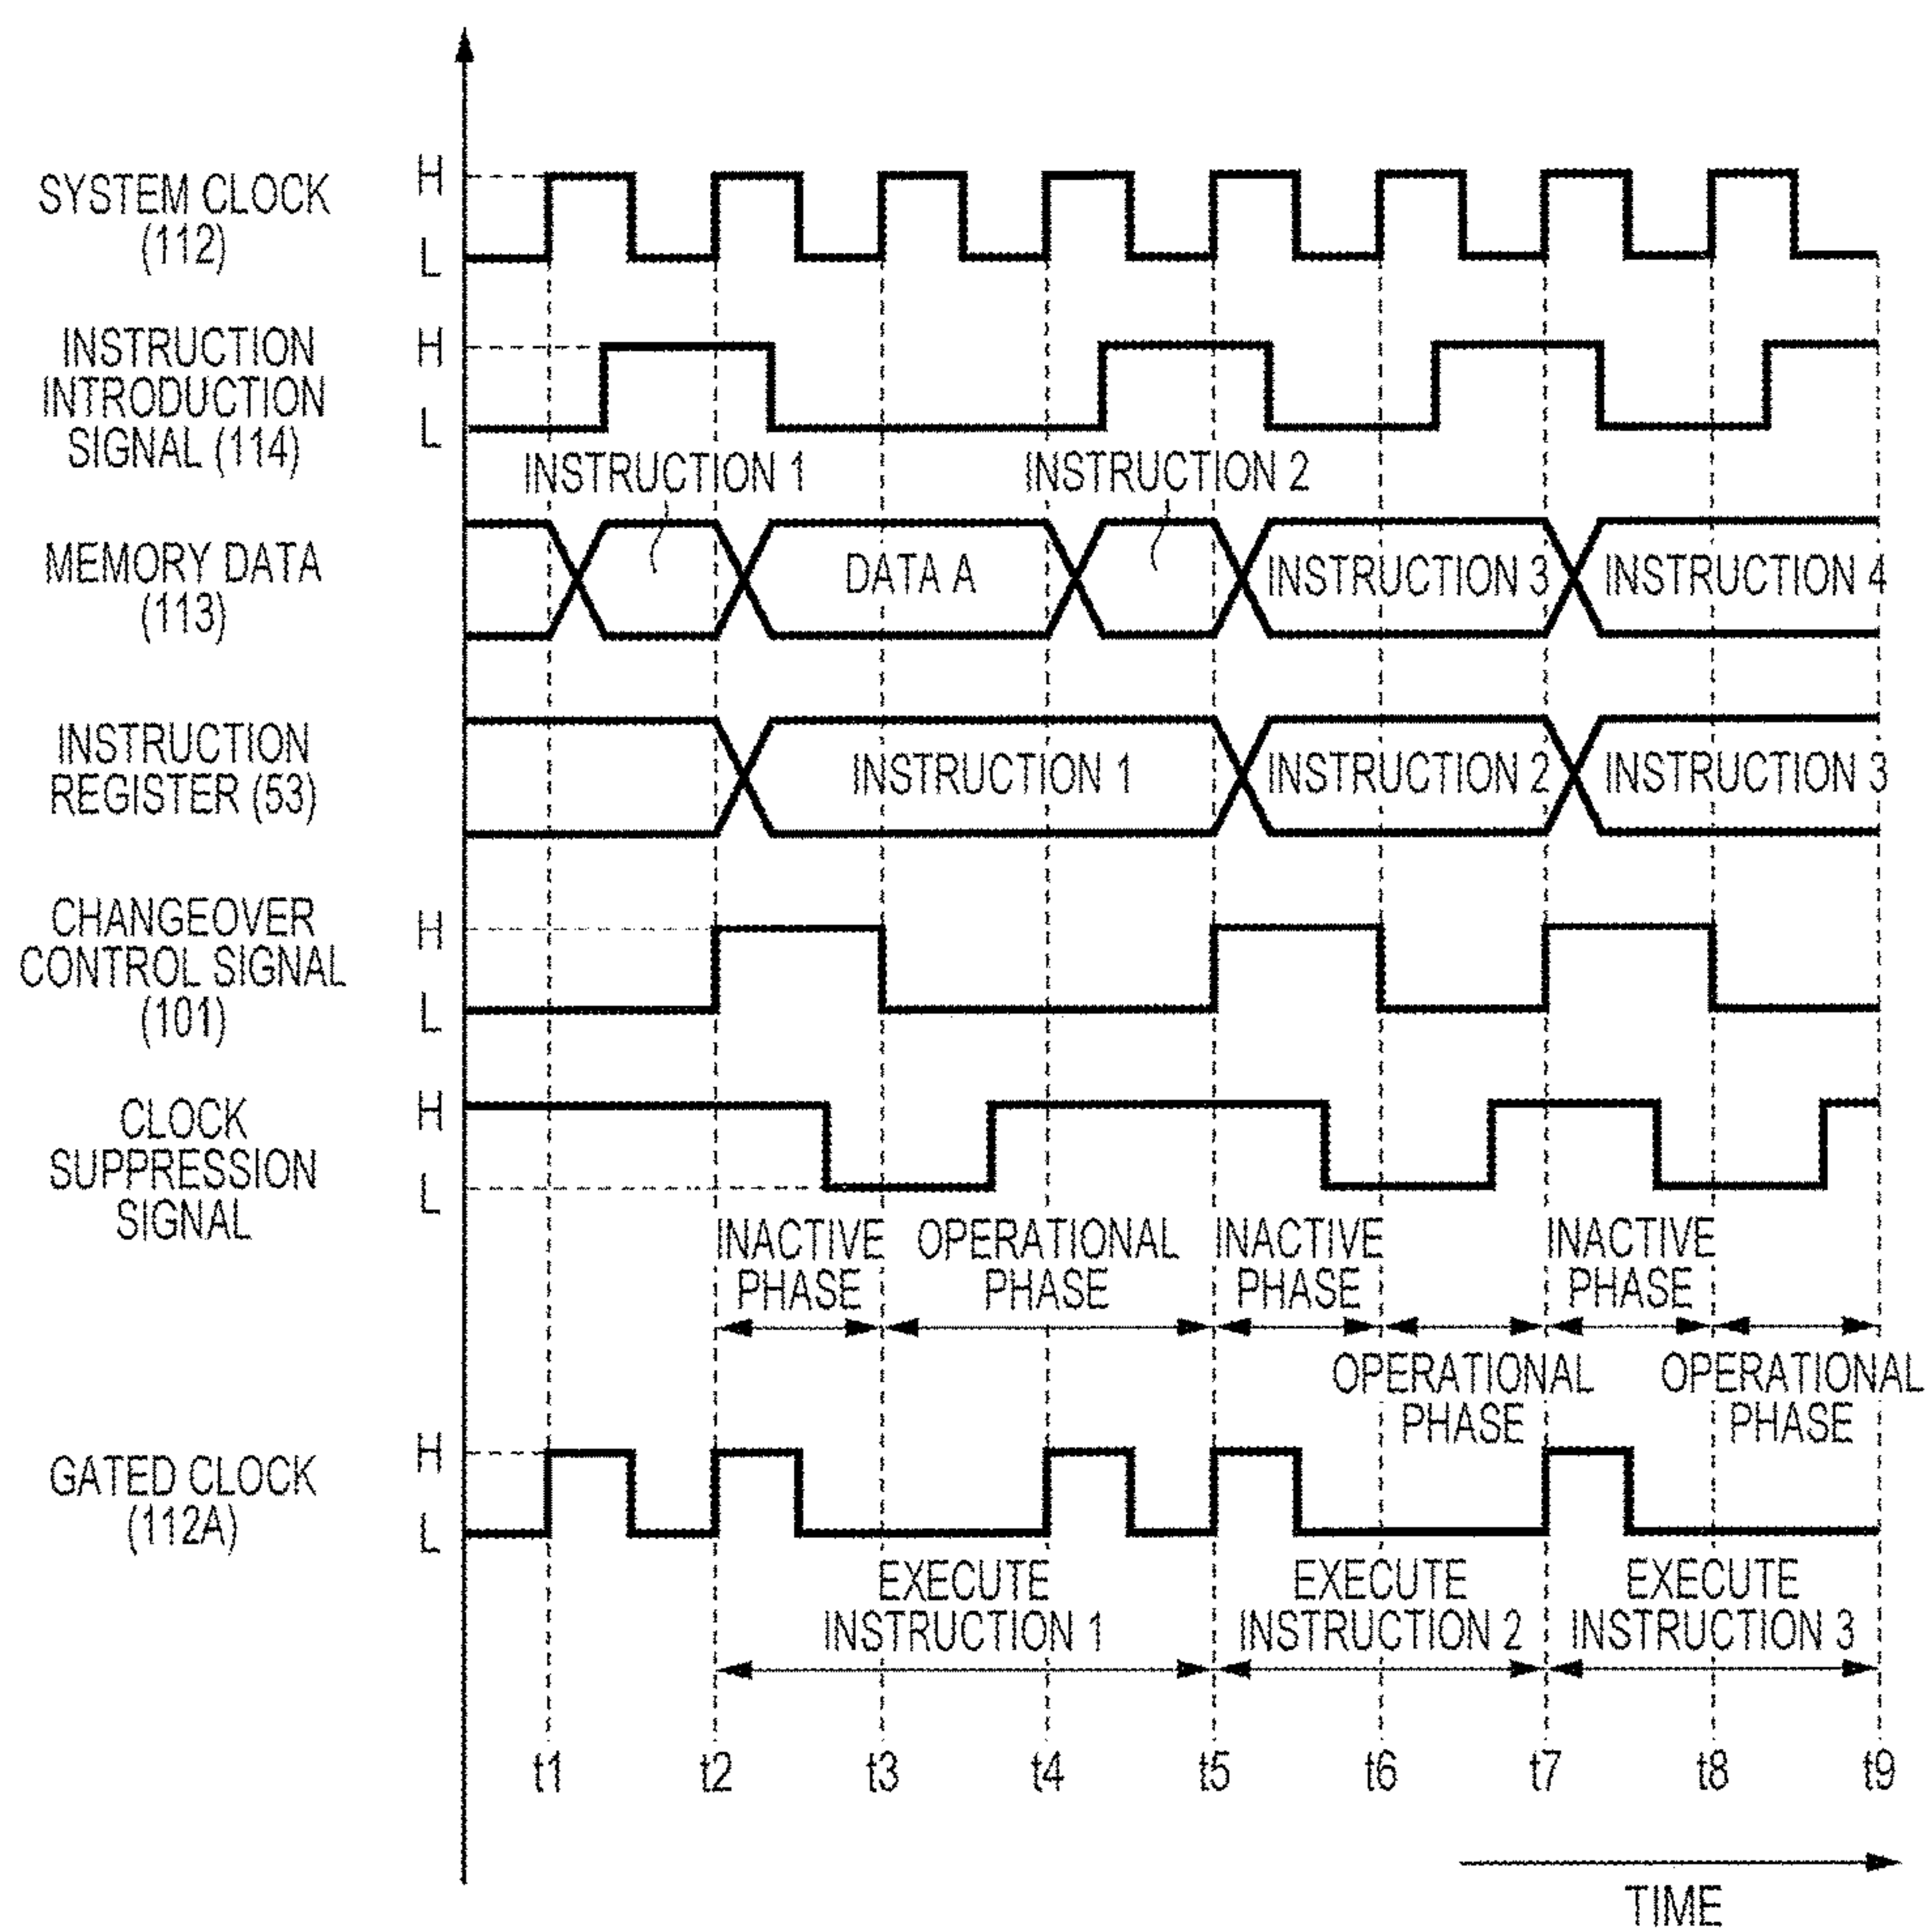 SYSTEM CLOCK
(112)
H
L
INSTRUCTION
INTRODUCTION
SIGNAL (114)
H
L
INSTRUCTION 1
INSTRUCTION 2
MEMORY DATA
(113)
DATA A
INSTRUCTION 3
INSTRUCTION 4
INSTRUCTION
REGISTER (53)
INSTRUCTION 1
INSTRUCTION 2
INSTRUCTION 3
CHANGEOVER
CONTROL SIGNAL
(101)
H
L
CLOCK
SUPPRESSION
SIGNAL
H
L
INACTIVE
PHASE
OPERATIONAL
PHASE
INACTIVE
PHASE
OPERATIONAL
PHASE
INACTIVE
PHASE
OPERATIONAL
PHASE
GATED CLOCK
(112A)
H
L
EXECUTE
INSTRUCTION 1
EXECUTE
INSTRUCTION 2
EXECUTE
INSTRUCTION 3
t1 t2 t3 t4 t5 t6 t7 t8 t9
TIME